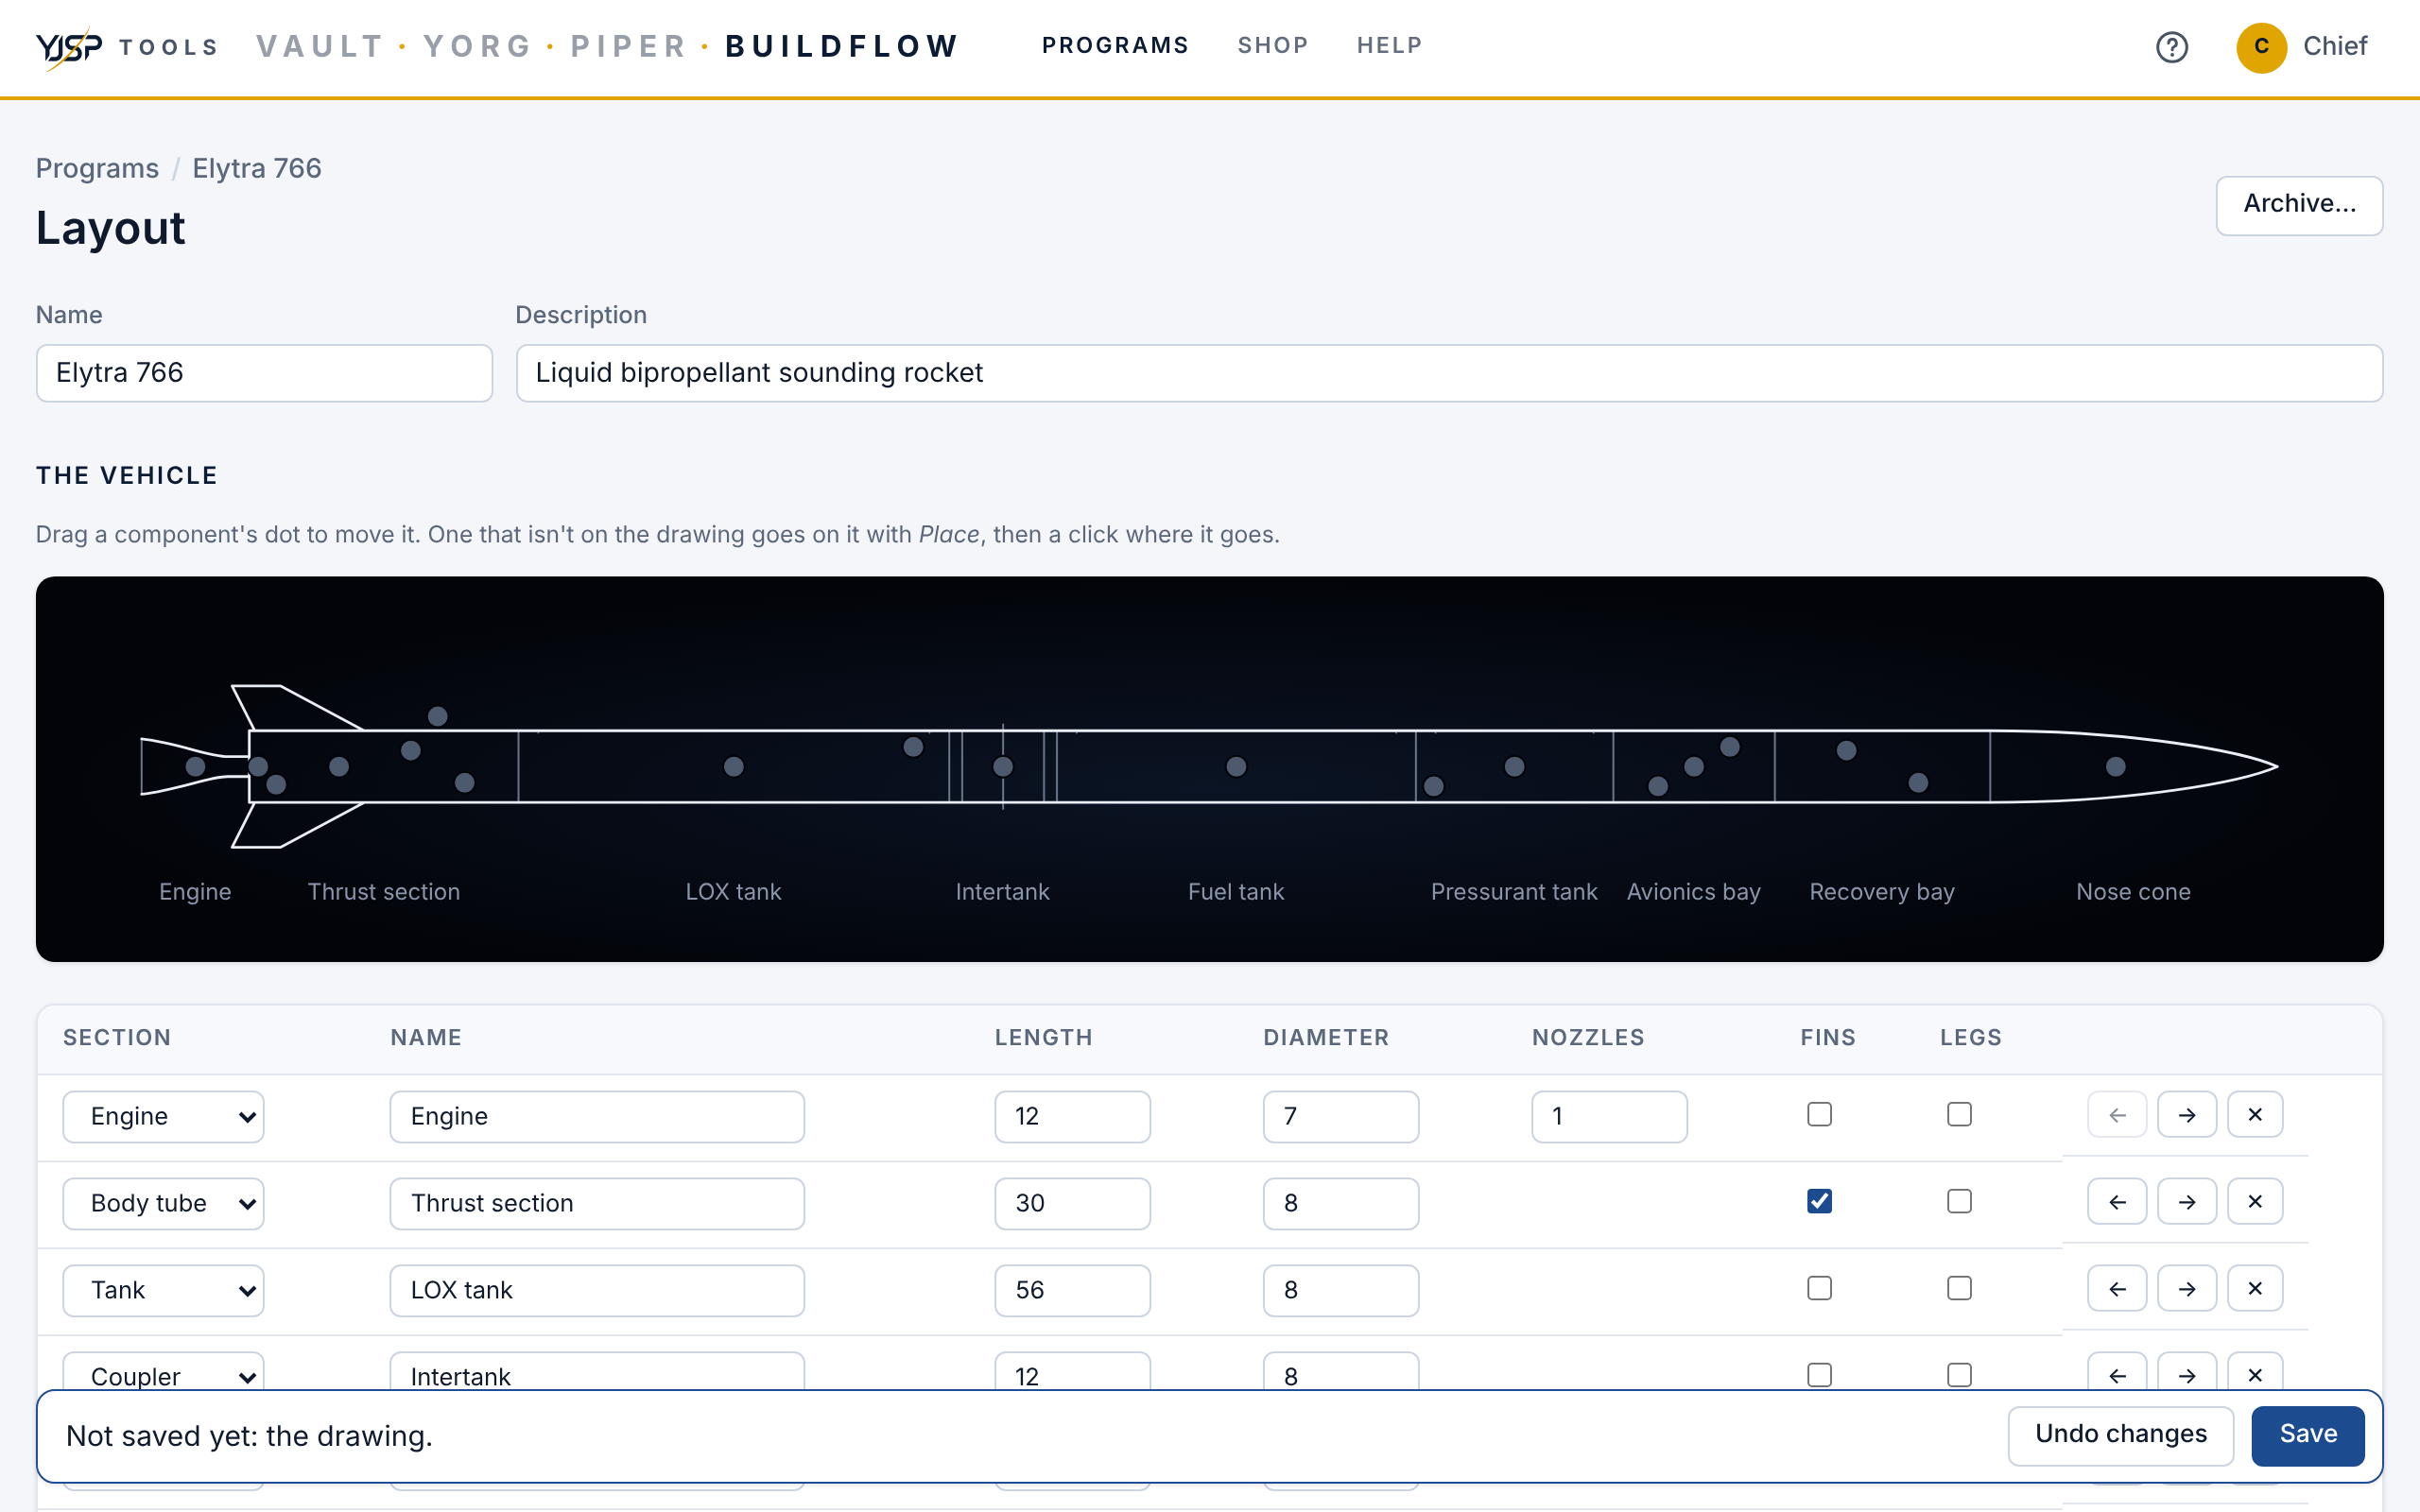 YJSP TOOLS VAULT · YORG · PIPER · BUILDFLOW PROGRAMS SHOP HELP ? C Chief
Programs / Elytra 766
Layout
Archive...
Name Description
Elytra 766 Liquid bipropellant sounding rocket
THE VEHICLE
Drag a component's dot to move it. One that isn't on the drawing goes on it with Place, then a click where it goes.
Engine Thrust section LOX tank Intertank Fuel tank Pressurant tank Avionics bay Recovery bay Nose cone
SECTION NAME LENGTH DIAMETER NOZZLES FINS LEGS
Engine Engine 12 7 1 ← → ×
Body tube Thrust section 30 8 ← → ×
Tank LOX tank 56 8 ← → ×
Coupler Intertank 12 8 ← → ×
Not saved yet: the drawing. Undo changes Save